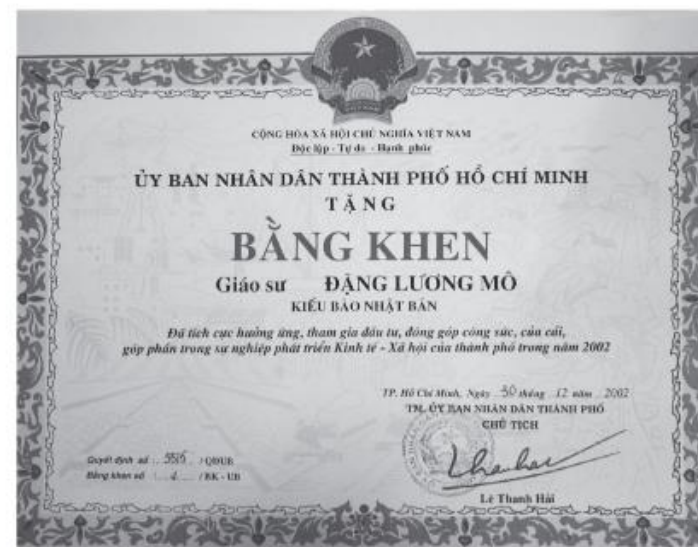 CỘNG HÒA XÃ HỘI CHỦ NGHĨA VIỆT NAM
Độc lập - Tự do - Hạnh phúc
ỦY BAN NHÂN DÂN THÀNH PHỐ HỒ CHÍ MINH
TẶNG
BẰNG KHEN
Giáo sư ĐẶNG LƯƠNG MÔ
KIỀU BÀO NHẬT BẢN
Đã tích cực hưởng ứng, tham gia đầu tư, đóng góp công sức, của cải,
góp phần trong sự nghiệp phát triển Kinh tế - Xã hội của thành phố trong năm 2002
TP. Hồ Chí Minh, Ngày 30 tháng 12 năm 2002
TM. ỦY BAN NHÂN DÂN THÀNH PHỐ
CHỦ TỊCH
Quyết định số 5515 / QĐUB
Bằng khen số / BK - UB
Lê Thanh Hải